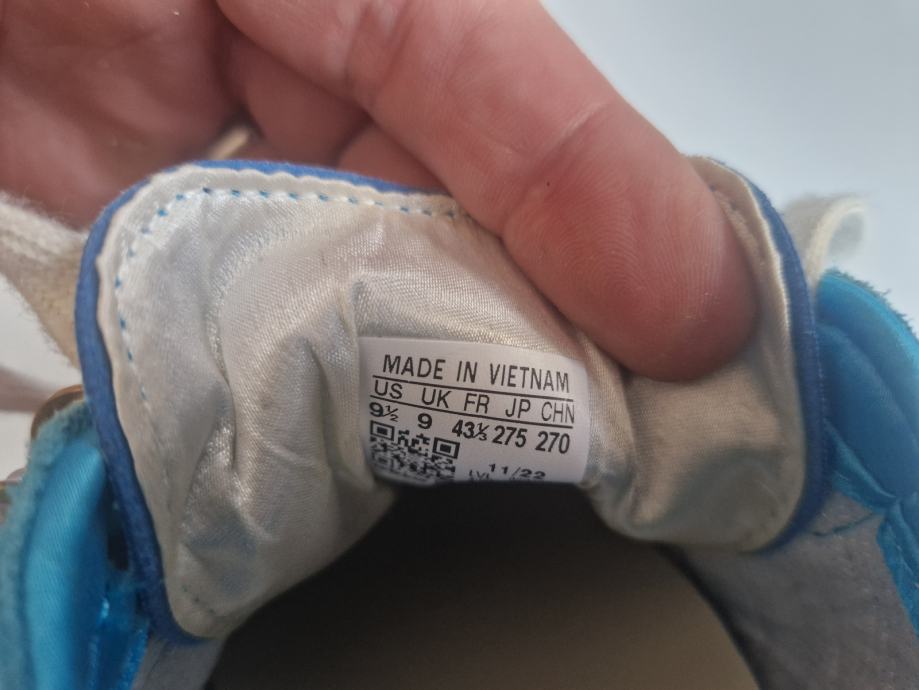 MADE IN VIETNAM
US UK FR JP CHN
9½ 9 43⅓ 275 270
11/22